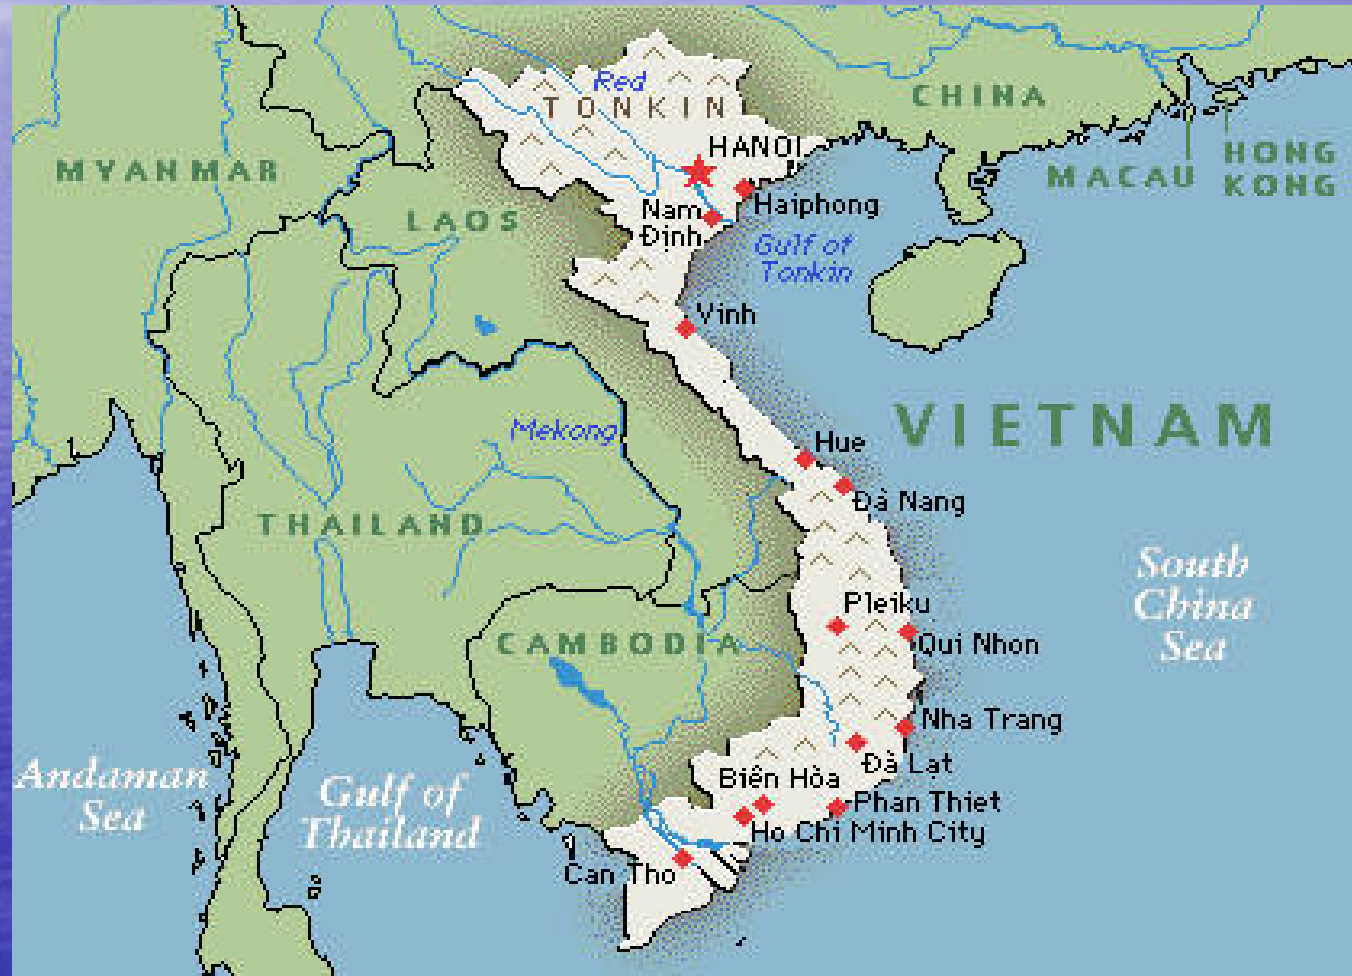 Red
TONKIN
CHINA
HANOI
MYANMAR
HONG
KONG
MACAU
LAOS
Nam
Định
Haiphong
Gulf of
Tonkin
Vinh
VIETNAM
Mekong
Hue
Đà Nang
THAILAND
South
China
Sea
Pleiku
CAMBODIA
Qui Nhon
Nha Trang
Đà Lạt
Andaman
Sea
Gulf of
Thailand
Biên Hòa
Phan Thiet
Ho Chi Minh City
Can Tho